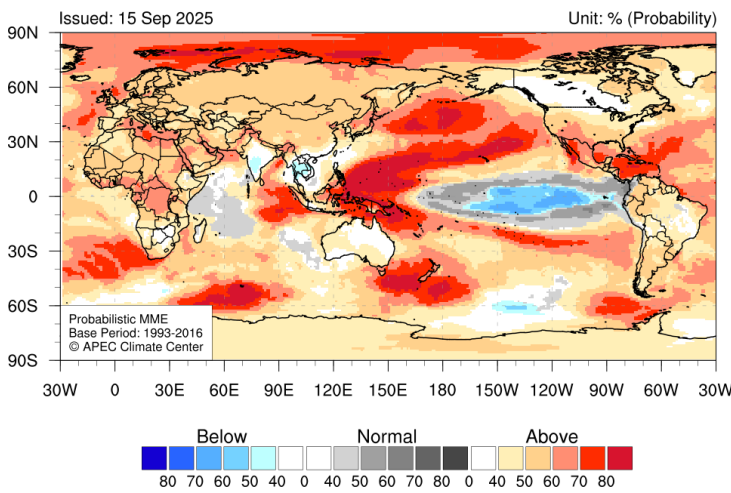 Issued: 15 Sep 2025 Unit: % (Probability)
90N
60N
30N
0
30S
60S
90S
Probabilistic MME
Base Period: 1993-2016
© APEC Climate Center
30W 0 30E 60E 90E 120E 150E 180 150W 120W 90W 60W 30W
Below Normal Above
80 70 60 50 40 0 40 50 60 70 80 0 40 50 60 70 80